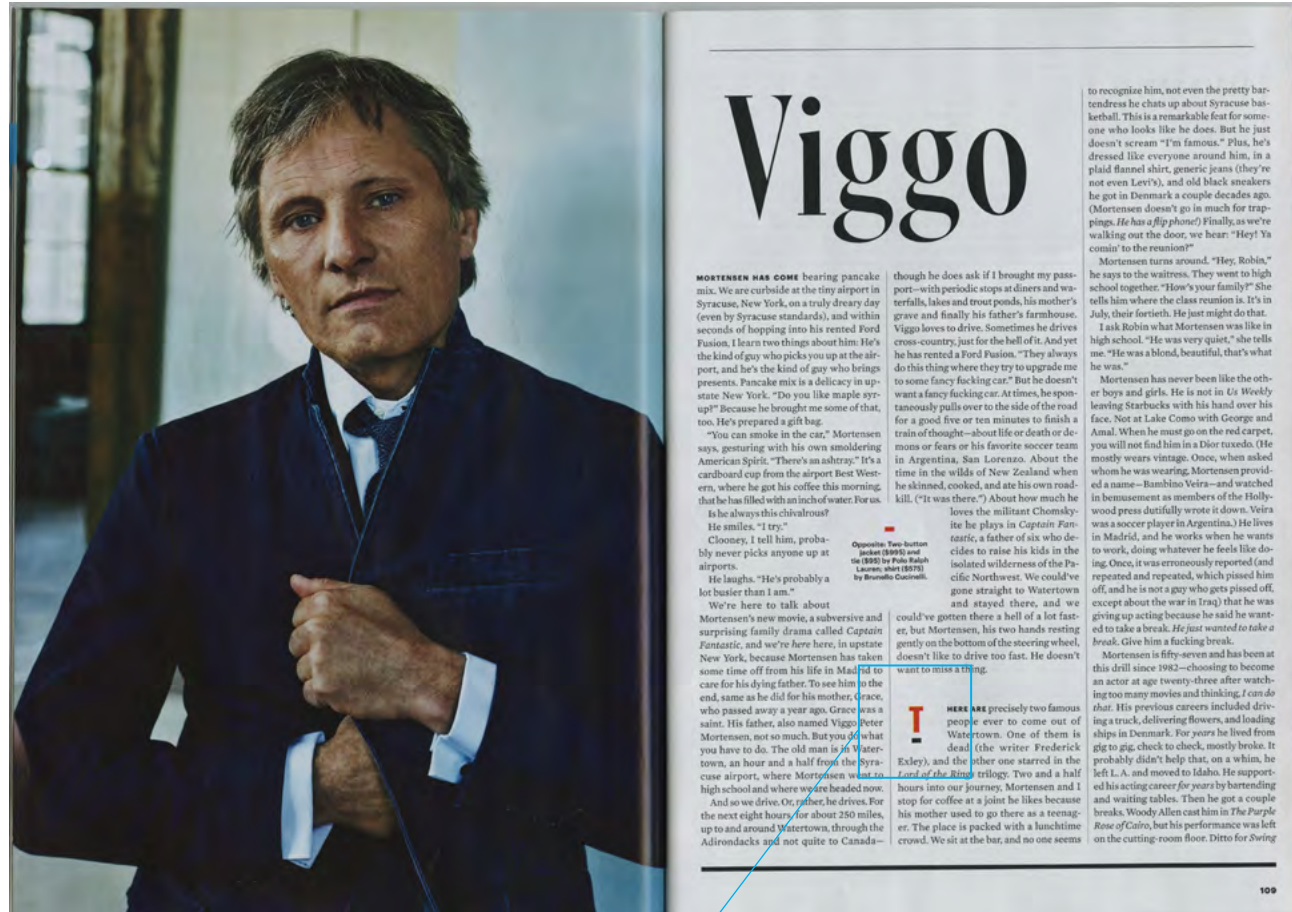 Viggo
MORTENSEN HAS COME bearing pancake
mix. We are curbside at the tiny airport in
Syracuse, New York, on a truly dreary day
(even by Syracuse standards), and within
seconds of hopping into his rented Ford
Fusion, I learn two things about him: He's
the kind of guy who picks you up at the air-
port, and he's the kind of guy who brings
presents. Pancake mix is a delicacy in up-
state New York. "Do you like maple syr-
up?" Because he brought me some of that,
too. He's prepared a gift bag.
"You can smoke in the car," Mortensen
says, gesturing with his own smoldering
American Spirit. "There's an ashtray." It's a
cardboard cup from the airport Best West-
ern, where he got his coffee this morning,
that he has filled with an inch of water. For us.
Is he always this chivalrous?
He smiles. "I try."
Clooney, I tell him, proba-
bly never picks anyone up at
airports.
He laughs. "He's probably a
lot busier than I am."
We're here to talk about
Mortensen's new movie, a subversive and
surprising family drama called Captain
Fantastic, and we're here here, in upstate
New York, because Mortensen has taken
some time off from his life in Madrid to
care for his dying father. To see him to the
end, same as he did for his mother, Grace,
who passed away a year ago. Grace was a
saint. His father, also named Viggo Peter
Mortensen, not so much. But you do what
you have to do. The old man is in Water-
town, an hour and a half from the Syra-
cuse airport, where Mortensen went to
high school and where we are headed now.
And so we drive. Or, rather, he drives. For
the next eight hours, for about 250 miles,
up to and around Watertown, through the
Adirondacks and not quite to Canada—
though he does ask if I brought my pass-
port—with periodic stops at diners and wa-
terfalls, lakes and trout ponds, his mother's
grave and finally his father's farmhouse.
Viggo loves to drive. Sometimes he drives
cross-country, just for the hell of it. And yet
he has rented a Ford Fusion. "They always
do this thing where they try to upgrade me
to some fancy fucking car." But he doesn't
want a fancy fucking car. At times, he spon-
taneously pulls over to the side of the road
for a good five or ten minutes to finish a
train of thought—about life or death or de-
mons or fears or his favorite soccer team
in Argentina, San Lorenzo. About the
time in the wilds of New Zealand when
he skinned, cooked, and ate his own road-
kill. ("It was there.") About how much he
loves the militant Chomsky-
ite he plays in Captain Fan-
tastic, a father of six who de-
cides to raise his kids in the
isolated wilderness of the Pa-
cific Northwest. We could've
gone straight to Watertown
and stayed there, and we
could've gotten there a hell of a lot fast-
er, but Mortensen, his two hands resting
gently on the bottom of the steering wheel,
doesn't like to drive too fast. He doesn't
want to miss a thing.
Opposite: Two-button
jacket ($995) and
tie ($95) by Polo Ralph
Lauren; shirt ($575)
by Brunello Cucinelli.
THERE ARE precisely two famous
people ever to come out of
Watertown. One of them is
dead (the writer Frederick
Exley), and the other one starred in the
Lord of the Rings trilogy. Two and a half
hours into our journey, Mortensen and I
stop for coffee at a joint he likes because
his mother used to go there as a teenag-
er. The place is packed with a lunchtime
crowd. We sit at the bar, and no one seems
to recognize him, not even the pretty bar-
tendress he chats up about Syracuse bas-
ketball. This is a remarkable feat for some-
one who looks like he does. But he just
doesn't scream "I'm famous." Plus, he's
dressed like everyone around him, in a
plaid flannel shirt, generic jeans (they're
not even Levi's), and old black sneakers
he got in Denmark a couple decades ago.
(Mortensen doesn't go in much for trap-
pings. He has a flip phone!) Finally, as we're
walking out the door, we hear: "Hey! Ya
comin' to the reunion?"
Mortensen turns around. "Hey, Robin,"
he says to the waitress. They went to high
school together. "How's your family?" She
tells him where the class reunion is. It's in
July, their fortieth. He just might do that.
I ask Robin what Mortensen was like in
high school. "He was very quiet," she tells
me. "He was a blond, beautiful, that's what
he was."
Mortensen has never been like the oth-
er boys and girls. He is not in Us Weekly
leaving Starbucks with his hand over his
face. Not at Lake Como with George and
Amal. When he must go on the red carpet,
you will not find him in a Dior tuxedo. (He
mostly wears vintage. Once, when asked
whom he was wearing, Mortensen provid-
ed a name—Bambino Veira—and watched
in bemusement as members of the Holly-
wood press dutifully wrote it down. Veira
was a soccer player in Argentina.) He lives
in Madrid, and he works when he wants
to work, doing whatever he feels like do-
ing. Once, it was erroneously reported (and
repeated and repeated, which pissed him
off, and he is not a guy who gets pissed off,
except about the war in Iraq) that he was
giving up acting because he said he want-
ed to take a break. He just wanted to take a
break. Give him a fucking break.
Mortensen is fifty-seven and has been at
this drill since 1982—choosing to become
an actor at age twenty-three after watch-
ing too many movies and thinking, I can do
that. His previous careers included driv-
ing a truck, delivering flowers, and loading
ships in Denmark. For years he lived from
gig to gig, check to check, mostly broke. It
probably didn't help that, on a whim, he
left L.A. and moved to Idaho. He support-
ed his acting career for years by bartending
and waiting tables. Then he got a couple
breaks. Woody Allen cast him in The Purple
Rose of Cairo, but his performance was left
on the cutting-room floor. Ditto for Swing
109